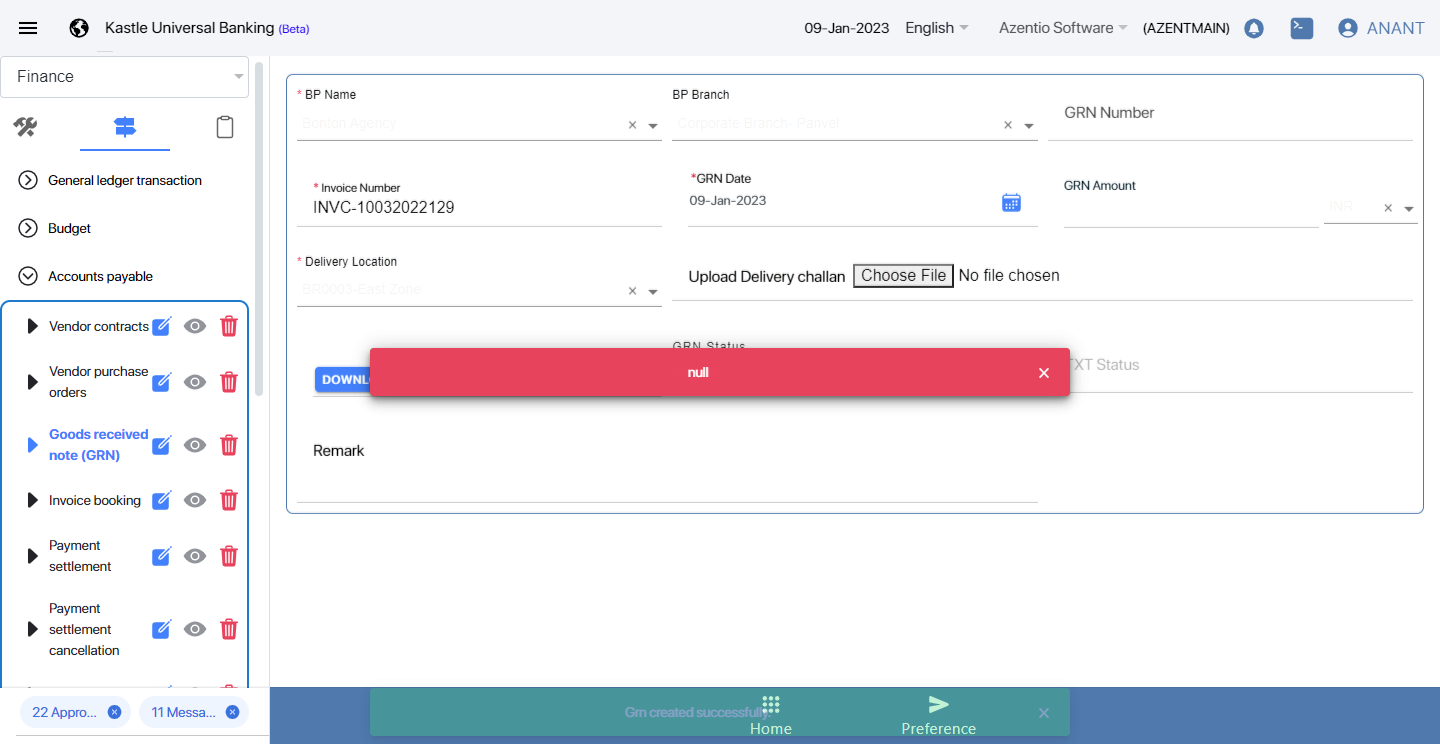 Kastle Universal Banking (Beta)
09-Jan-2023
English
Azentio Software
(AZENTMAIN)
ANANT
Finance
General ledger transaction
Budget
Accounts payable
Vendor contracts
Vendor purchase
orders
Goods received
note (GRN)
Invoice booking
Payment
settlement
Payment
settlement
cancellation
22 Appro...
11 Messa...
* BP Name
Bonton Agency
BP Branch
Corporate Branch- Panvel
GRN Number
* Invoice Number
INVC-10032022129
*GRN Date
09-Jan-2023
GRN Amount
INR
* Delivery Location
BR0003-East Zone
Upload Delivery challan
Choose File No file chosen
GRN Status
DOWNLO
null
TXT Status
Remark
Grn created successfully.
Home
Preference